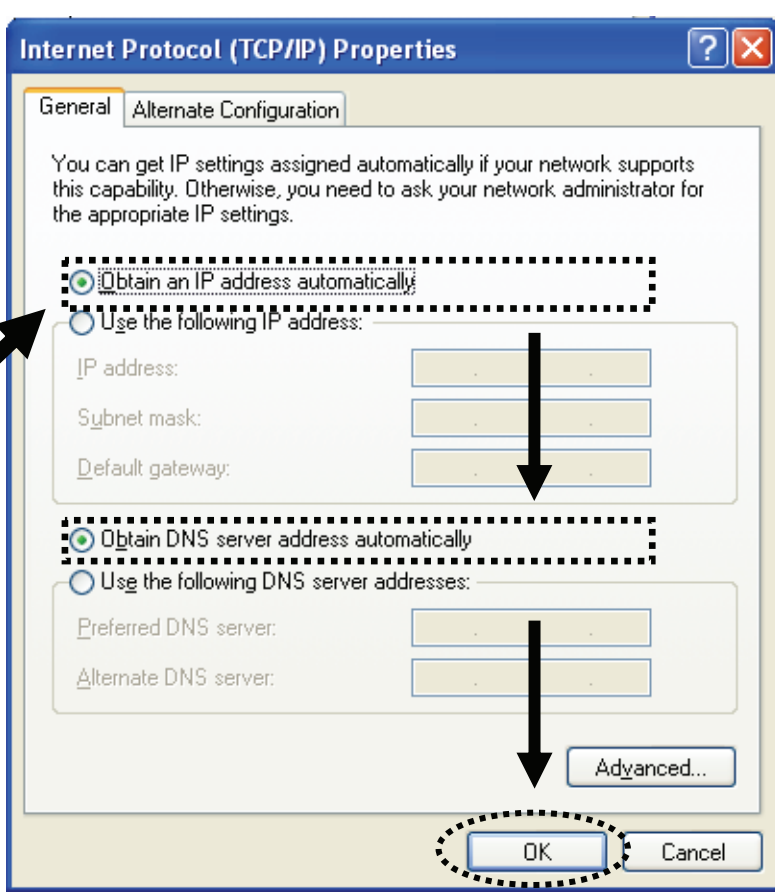 Internet Protocol (TCP/IP) Properties
General
Alternate Configuration
You can get IP settings assigned automatically if your network supports
this capability. Otherwise, you need to ask your network administrator for
the appropriate IP settings.
Obtain an IP address automatically
Use the following IP address:
IP address:
Subnet mask:
Default gateway:
Obtain DNS server address automatically
Use the following DNS server addresses:
Preferred DNS server:
Alternate DNS server:
Advanced...
OK
Cancel